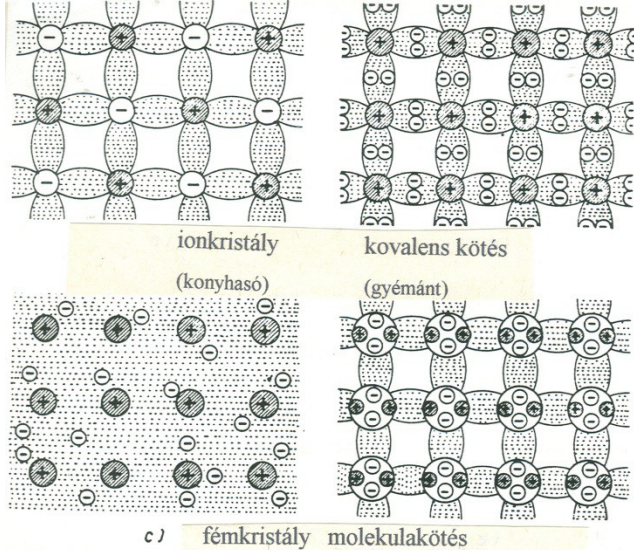 ionkristály kovalens kötés
(konyhasó) (gyémánt)
c) fémkristály molekulakötés